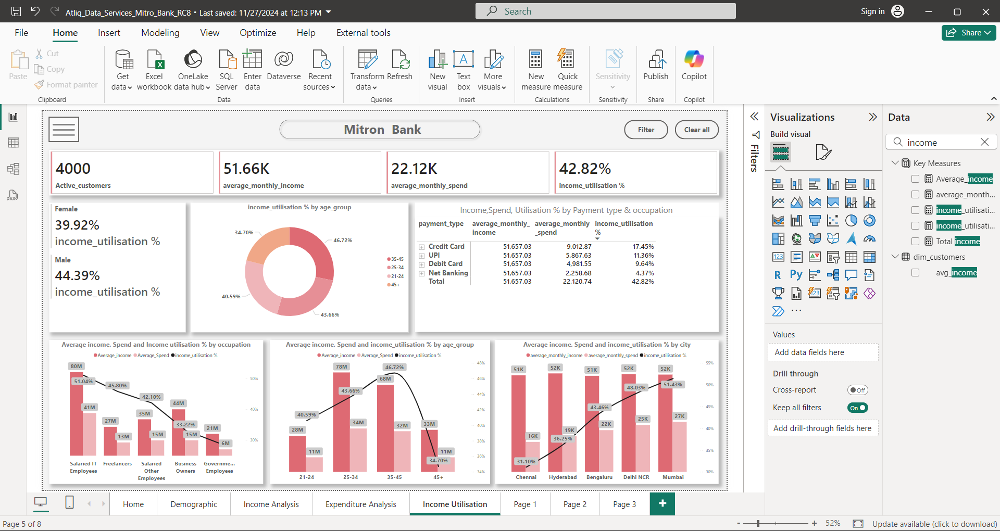 Atliq_Data_Services_Mitro_Bank_RC8 • Last saved: 11/27/2024 at 12:13 PM
Search
Sign in
File Home Insert Modeling View Optimize Help External tools
Share
Paste
Cut
Copy
Format painter
Clipboard
Get data
Excel workbook
OneLake data hub
SQL Server
Enter data
Dataverse
Recent sources
Data
Transform data
Refresh
Queries
New visual
Text box
More visuals
Insert
New measure
Quick measure
Calculations
Sensitivity
Sensitivity
Publish
Share
Copilot
Copilot
Mitron Bank
Filter
Clear all
4000
Active_customers
51.66K
average_monthly_income
22.12K
average_monthly_spend
42.82%
income_utilisation %
Female
39.92%
income_utilisation %
Male
44.39%
income_utilisation %
income_utilisation % by age_group
34.70%
46.72%
40.59%
43.66%
35-45
25-34
21-24
45+
Income,Spend, Utilisation % by Payment type & occupation
payment_type average_monthly_income average_monthly_spend income_utilisation %
Credit Card 51,657.03 9,012.87 17.45%
UPI 51,657.03 5,867.63 11.36%
Debit Card 51,657.03 4,981.55 9.64%
Net Banking 51,657.03 2,258.68 4.37%
Total 51,657.03 22,120.74 42.82%
Average income, Spend and Income utilisation % by occupation
Average_income Average_Spend income_utilisation %
80M
51.04%
45.80%
42.10%
41M
44M
35M
27M
33.22%
21M
13M
15M
15M
6M
50%
40%
30%
Salaried IT Employees
Freelancers
Salaried Other Employees
Business Owners
Governme... Employees
Average income, Spend and income_utilisation % by age_group
Average_income Average_Spend income_utilisation %
78M
46.72%
68M
43.66%
40.59%
28M
34M
32M
33M
11M
11M
34.70%
48%
46%
44%
42%
40%
38%
36%
34%
21-24 25-34 35-45 45+
Average income, Spend and income_utilisation % by city
average_monthly_income average_monthly_spend income_utilisation %
51K
52K
51K
52K
52K
51.43%
48.03%
43.46%
36.25%
31.10%
16K
19K
22K
25K
27K
55%
50%
45%
40%
35%
30%
Chennai Hyderabad Bengaluru Delhi NCR Mumbai
Filters
Visualizations
Build visual
123
R
Py
123
Values
Add data fields here
Drill through
Cross-report
Off
Keep all filters
On
Add drill-through fields here
Data
income
Key Measures
Average_income
average_month...
income_utilisati...
income_utilisati...
Total income
dim_customers
avg_income
DAX
Home Demographic Income Analysis Expenditure Analysis Income Utilisation Page 1 Page 2 Page 3 +
Page 5 of 8
- + 52%
Update available (click to download)